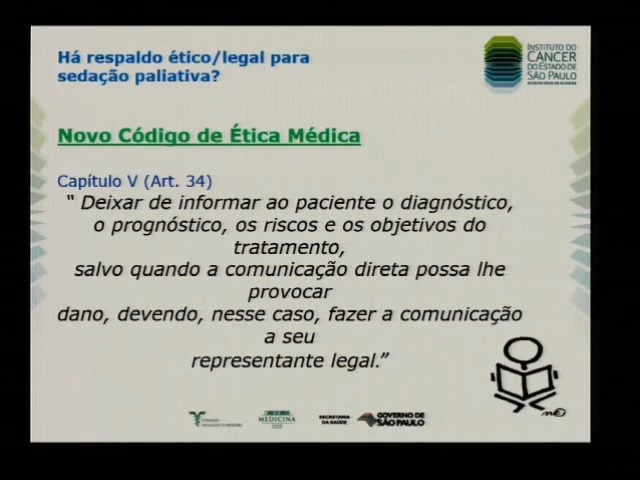 Há respaldo ético/legal para
sedação paliativa?
INSTITUTO DO
CÂNCER
DO ESTADO DE
SÃO PAULO
Novo Código de Ética Médica
Capítulo V (Art. 34)
“ Deixar de informar ao paciente o diagnóstico,
o prognóstico, os riscos e os objetivos do
tratamento,
salvo quando a comunicação direta possa lhe
provocar
dano, devendo, nesse caso, fazer a comunicação
a seu
representante legal.”
MEDICINA
SECRETARIA
DA SAÚDE
GOVERNO DE
SÃO PAULO